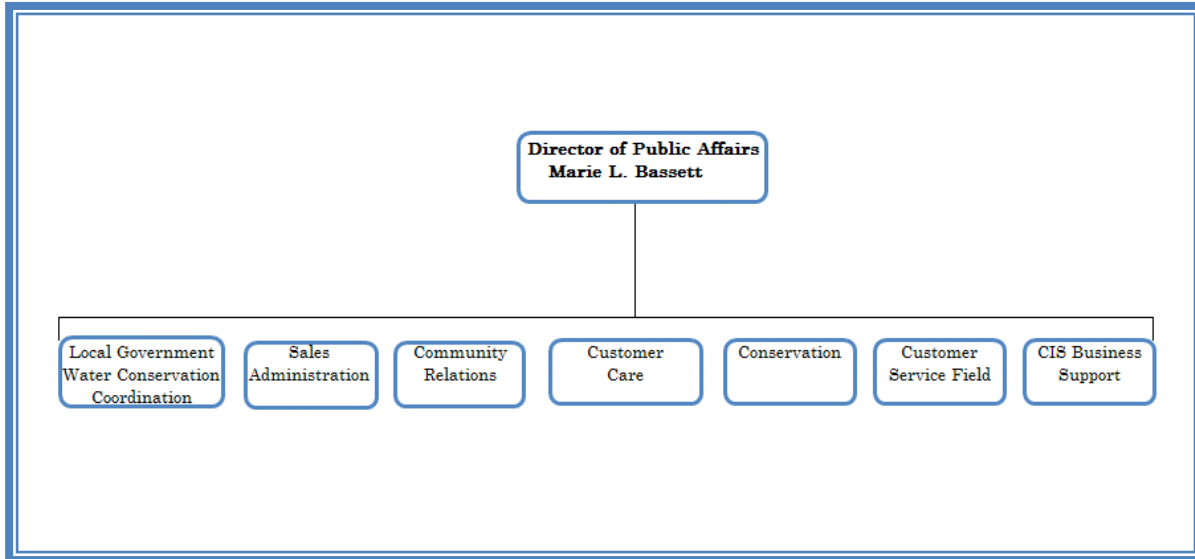 Director of Public Affairs
Marie L. Bassett
Local Government
Water Conservation
Coordination
Sales
Administration
Community
Relations
Customer
Care
Conservation
Customer
Service Field
CIS Business
Support